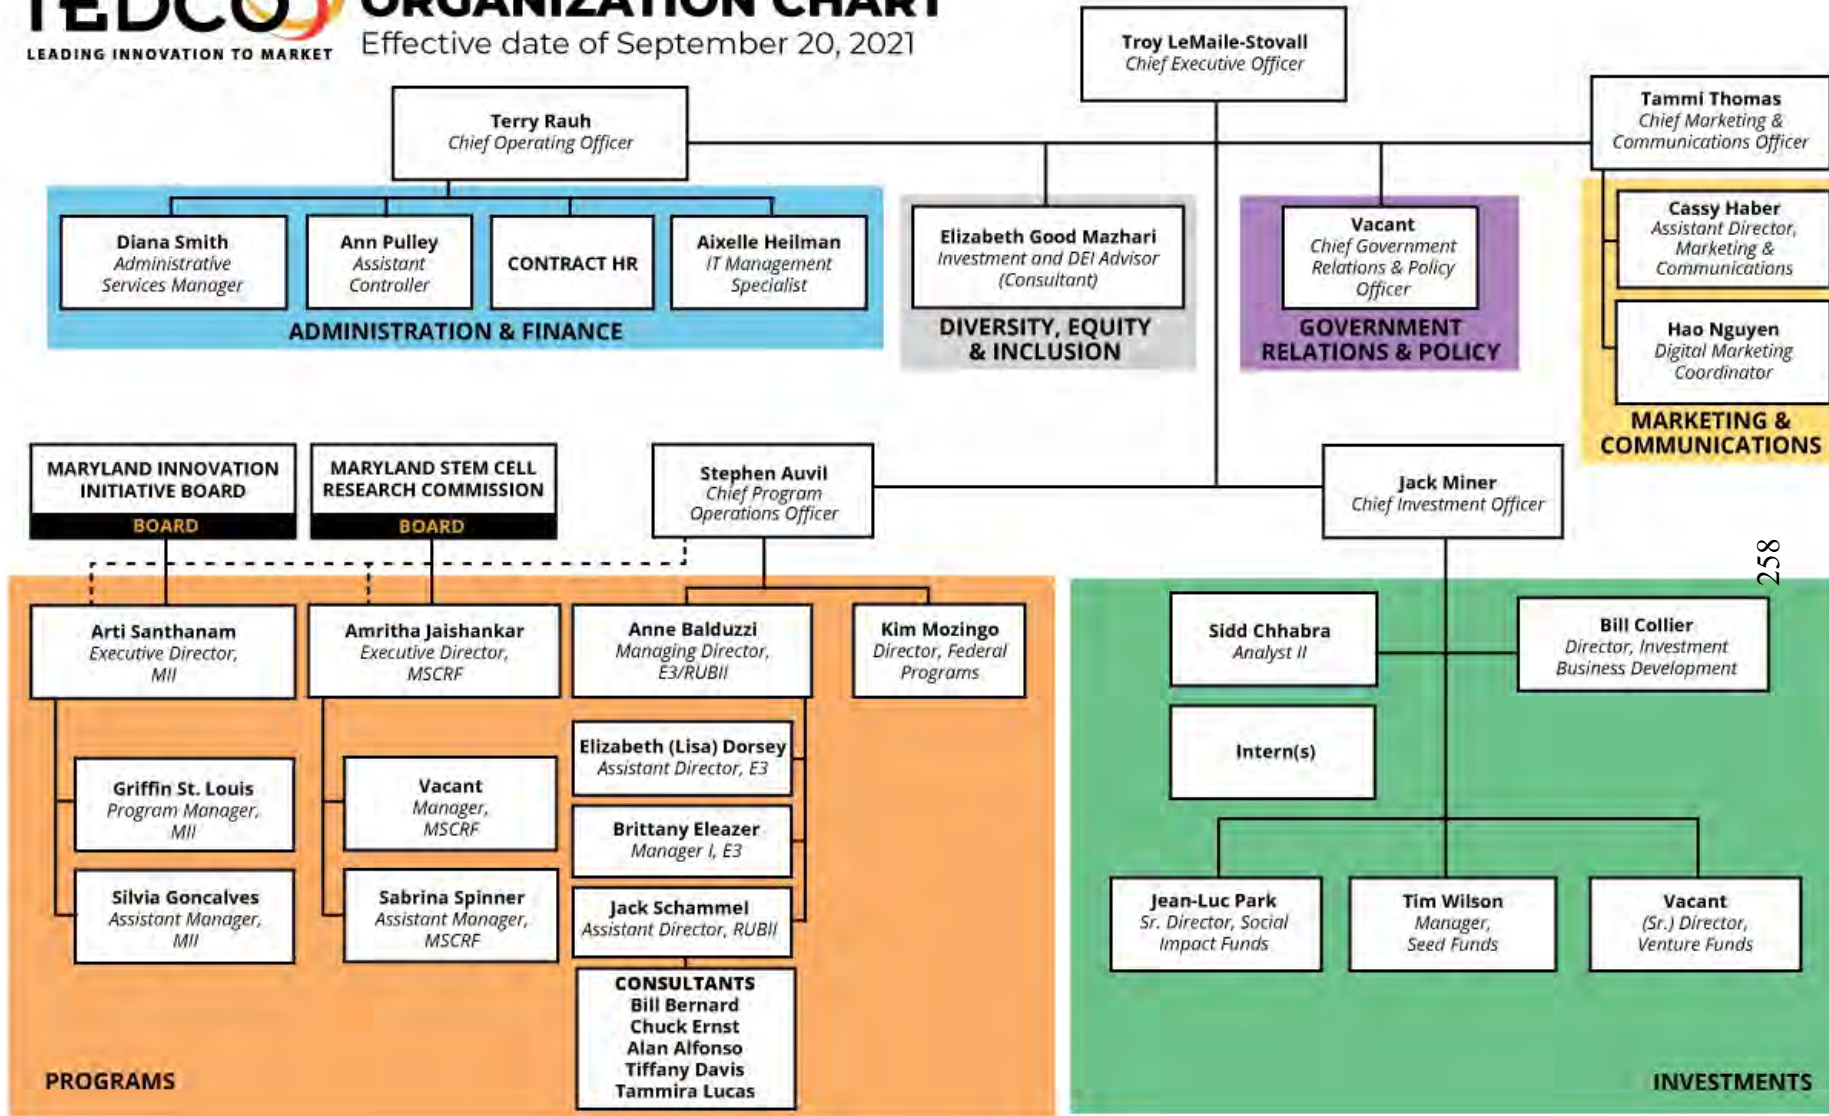 TEDCO
ORGANIZATION CHART
LEADING INNOVATION TO MARKET
Effective date of September 20, 2021
Troy LeMaile-Stovall
Chief Executive Officer
Terry Rauh
Chief Operating Officer
Tammi Thomas
Chief Marketing &
Communications Officer
Diana Smith
Administrative
Services Manager
Ann Pulley
Assistant
Controller
CONTRACT HR
Aixelle Heilman
IT Management
Specialist
ADMINISTRATION & FINANCE
Elizabeth Good Mazhari
Investment and DEI Advisor
(Consultant)
DIVERSITY, EQUITY
& INCLUSION
Vacant
Chief Government
Relations & Policy
Officer
GOVERNMENT
RELATIONS & POLICY
Cassy Haber
Assistant Director,
Marketing &
Communications
Hao Nguyen
Digital Marketing
Coordinator
MARKETING &
COMMUNICATIONS
MARYLAND INNOVATION
INITIATIVE BOARD
BOARD
MARYLAND STEM CELL
RESEARCH COMMISSION
BOARD
Stephen Auvil
Chief Program
Operations Officer
Jack Miner
Chief Investment Officer
258
Arti Santhanam
Executive Director,
MII
Amritha Jaishankar
Executive Director,
MSCRF
Anne Balduzzi
Managing Director,
E3/RUBII
Kim Mozingo
Director, Federal
Programs
Griffin St. Louis
Program Manager,
MII
Silvia Goncalves
Assistant Manager,
MII
Vacant
Manager,
MSCRF
Sabrina Spinner
Assistant Manager,
MSCRF
Elizabeth (Lisa) Dorsey
Assistant Director, E3
Brittany Eleazer
Manager I, E3
Jack Schammel
Assistant Director, RUBII
CONSULTANTS
Bill Bernard
Chuck Ernst
Alan Alfonso
Tiffany Davis
Tammira Lucas
PROGRAMS
Sidd Chhabra
Analyst II
Bill Collier
Director, Investment
Business Development
Intern(s)
Jean-Luc Park
Sr. Director, Social
Impact Funds
Tim Wilson
Manager,
Seed Funds
Vacant
(Sr.) Director,
Venture Funds
INVESTMENTS